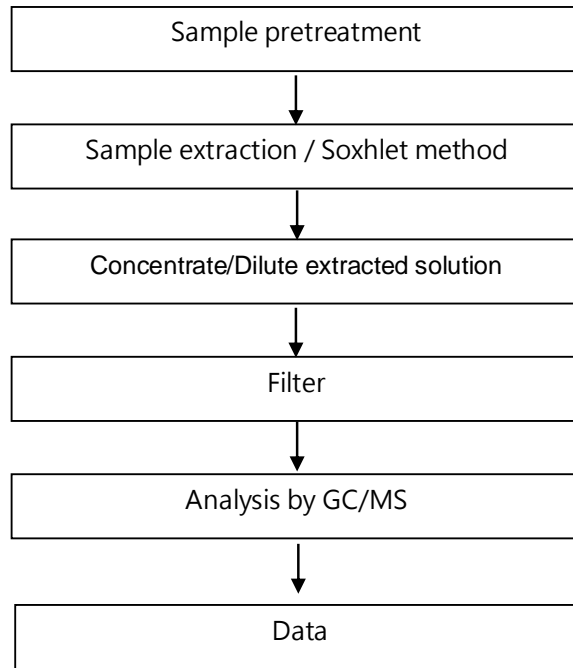 Sample pretreatment
Sample extraction / Soxhlet method
Concentrate/Dilute extracted solution
Filter
Analysis by GC/MS
Data